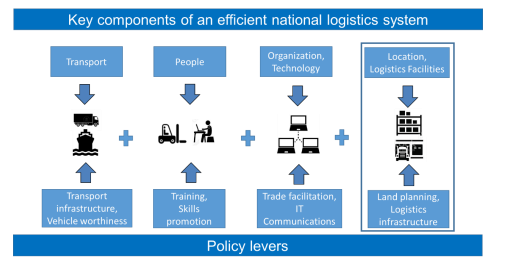 Key components of an efficient national logistics system
Transport
People
Organization,
Technology
Location,
Logistics Facilities
Transport
infrastructure,
Vehicle worthiness
Training,
Skills
promotion
Trade facilitation,
IT
Communications
Land planning,
Logistics
infrastructure
Policy levers